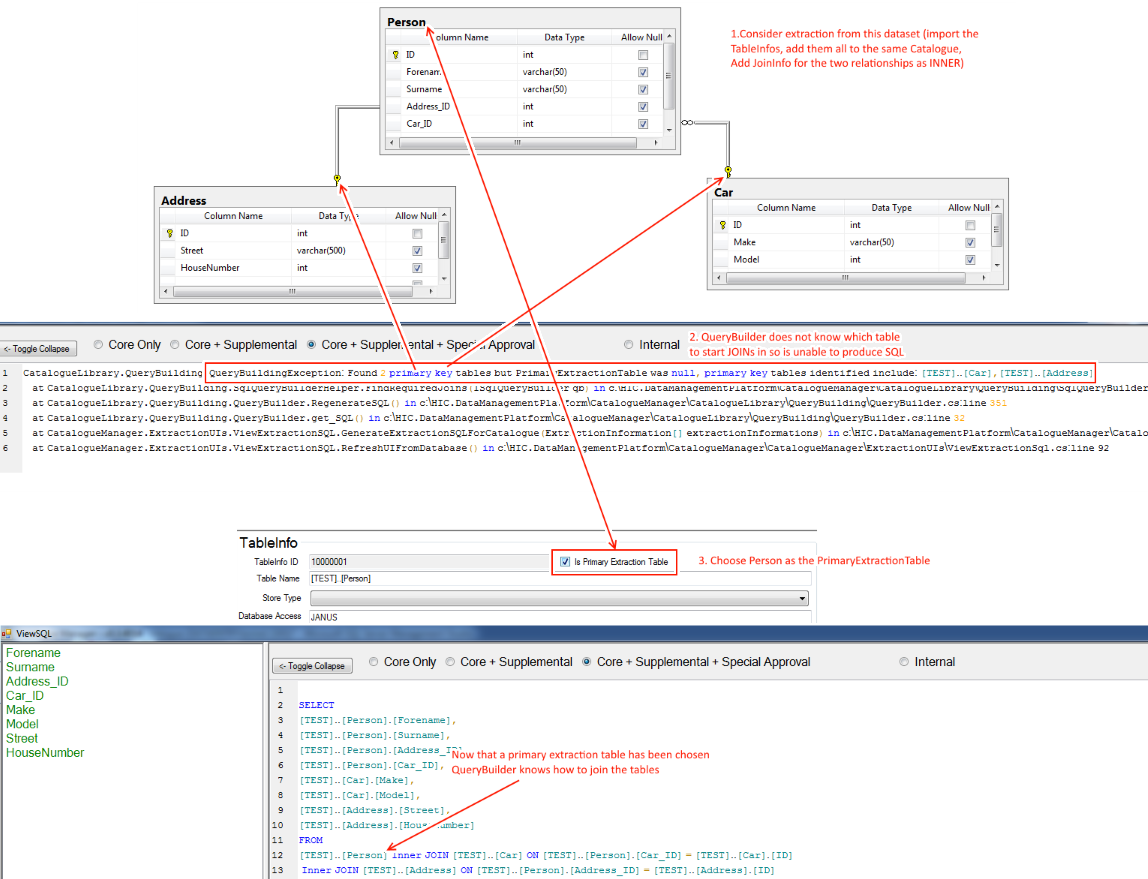 Person
1.Consider extraction from this dataset (import the
TableInfos, add them all to the same Catalogue,
Add JoinInfo for the two relationships as INNER)
olumn Name Data Type Allow Null
ID int
Forenam varchar(50)
Surname varchar(50)
Address_ID int
Car_ID int
Address
Column Name Data Type Allow Null
ID int
Street varchar(500)
HouseNumber int
Car
Column Name Data Type Allow Null
ID int
Make varchar(50)
Model int
<- Toggle Collapse Core Only Core + Supplemental Core + Supplemental + Special Approval Internal
2. QueryBuilder does not know which table
to start JOINs in so is unable to produce SQL
1 CatalogueLibrary.QueryBuilding QueryBuildingException: Found 2 primary key tables but PrimaryExtractionTable was null, primary key tables identified include: [TEST]..[Car],[TEST]..[Address]
2 at CatalogueLibrary.QueryBuilding.SqlQueryBuilderHelper.FindRequiredJoins(ISqlQueryBuilder qb) in c:\HIC.DataManagementPlatform\CatalogueManager\CatalogueLibrary\QueryBuilding\SqlQueryBuilder
3 at CatalogueLibrary.QueryBuilding.QueryBuilder.RegenerateSQL() in c:\HIC.DataManagementPlatform\CatalogueManager\CatalogueLibrary\QueryBuilding\QueryBuilder.cs:line 351
4 at CatalogueLibrary.QueryBuilding.QueryBuilder.get_SQL() in c:\HIC.DataManagementPlatform\CatalogueManager\CatalogueLibrary\QueryBuilding\QueryBuilder.cs:line 32
5 at CatalogueManager.ExtractionUIs.ViewExtractionSQL.GenerateExtractionSQLForCatalogue(ExtractionInformation[] extractionInformations) in c:\HIC.DataManagementPlatform\CatalogueManager\Catalo
6 at CatalogueManager.ExtractionUIs.ViewExtractionSQL.RefreshUIFromDatabase() in c:\HIC.DataManagementPlatform\CatalogueManager\CatalogueManager\ExtractionUIs\ViewExtractionSql.cs:line 92
TableInfo
TableInfo ID 10000001 Is Primary Extraction Table
3. Choose Person as the PrimaryExtractionTable
Table Name [TEST]..[Person]
Store Type
Database Access JANUS
ViewSQL
Forename
Surname
Address_ID
Car_ID
Make
Model
Street
HouseNumber
<- Toggle Collapse Core Only Core + Supplemental Core + Supplemental + Special Approval Internal
1
2 SELECT
3 [TEST]..[Person].[Forename],
4 [TEST]..[Person].[Surname],
5 [TEST]..[Person].[Address_ID]
6 [TEST]..[Person].[Car_ID],
Now that a primary extraction table has been chosen
QueryBuilder knows how to join the tables
7 [TEST]..[Car].[Make],
8 [TEST]..[Car].[Model],
9 [TEST]..[Address].[Street],
10 [TEST]..[Address].[HouseNumber]
11 FROM
12 [TEST]..[Person] Inner JOIN [TEST]..[Car] ON [TEST]..[Person].[Car_ID] = [TEST]..[Car].[ID]
13 Inner JOIN [TEST]..[Address] ON [TEST]..[Person].[Address_ID] = [TEST]..[Address].[ID]